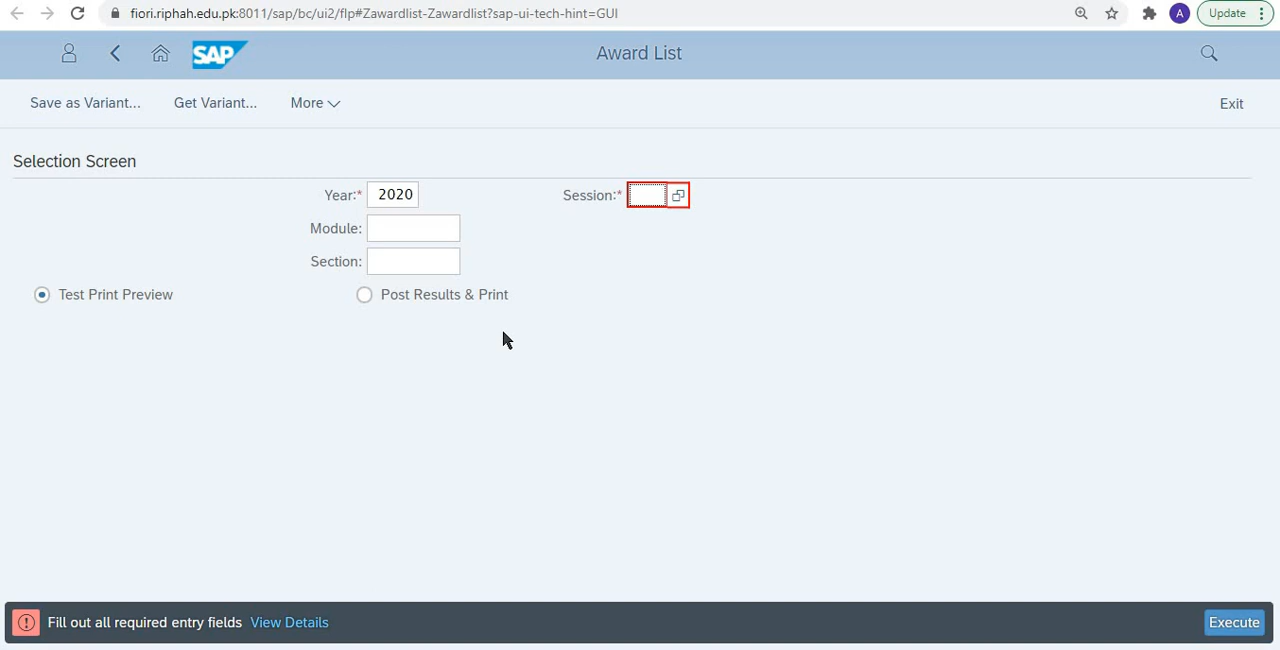 fiori.riphah.edu.pk:8011/sap/bc/ui2/flp#Zawardlist-Zawardlist?sap-ui-tech-hint=GUI A Update
SAP Award List
Save as Variant... Get Variant... More Exit
Selection Screen
Year:* 2020 Session:*
Module:
Section:
Test Print Preview Post Results & Print
Fill out all required entry fields View Details Execute